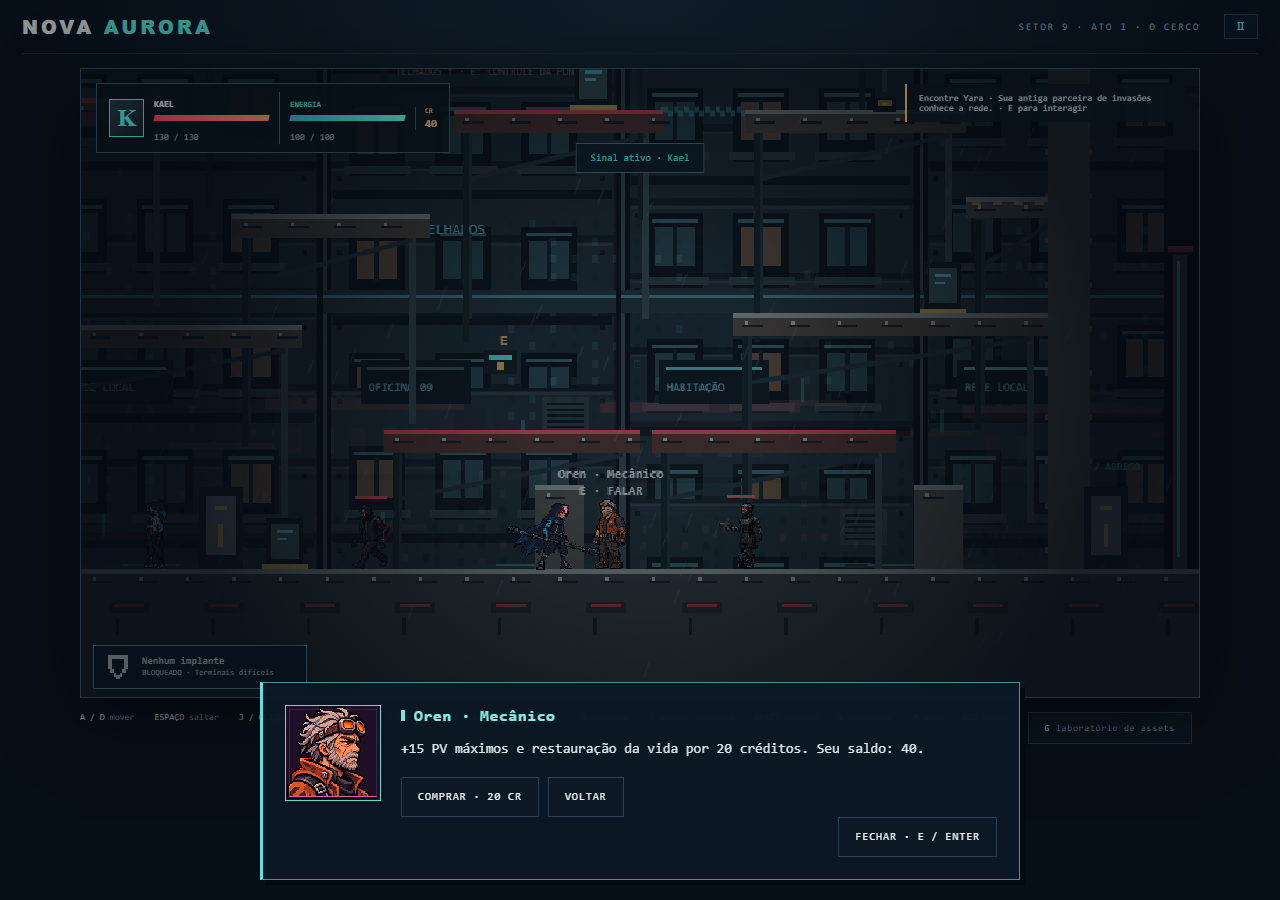 NOVA AURORA
SETOR 9 · ATO I · O CERCO
II
K
KAEL
130 / 130
ENERGIA
100 / 100
CR
40
Encontre Yara · Sua antiga parceira de invasões
conhece a rede. · E para interagir
Sinal ativo · Kael
E
LOCAL
OFICINA 09
HABITAÇÃO
REDE LOCAL
Oren · Mecânico
E · FALAR
Nenhum implante
BLOQUEADO · Terminais difíceis
A / D mover
ESPAÇO saltar
J /
Oren · Mecânico
+15 PV máximos e restauração da vida por 20 créditos. Seu saldo: 40.
COMPRAR · 20 CR
VOLTAR
FECHAR · E / ENTER
G laboratório de assets